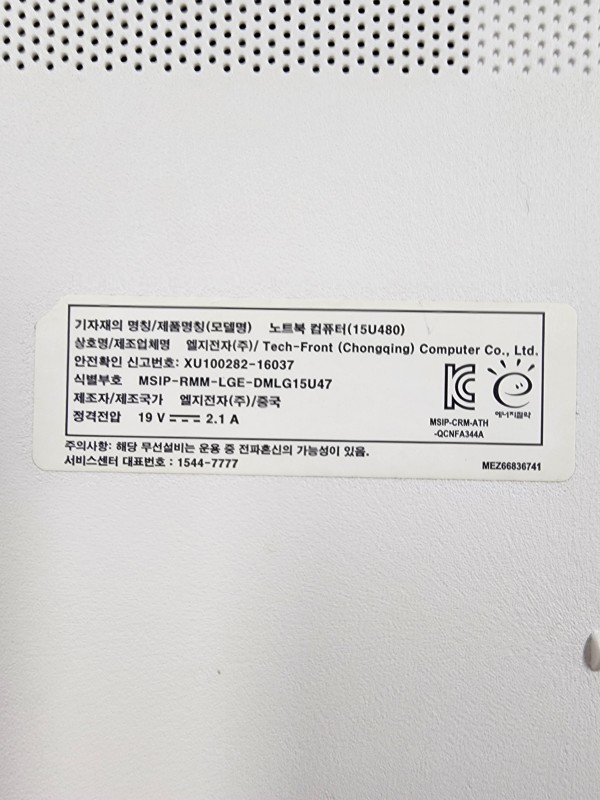 기자재의 명칭/제품명칭(모델명) 노트북 컴퓨터(15U480)
상호명/제조업체명 엘지전자(주)/ Tech-Front (Chongqing) Computer Co., Ltd.
안전확인 신고번호: XU100282-16037
식별부호 MSIP-RMM-LGE-DMLG15U47
제조자/제조국가 엘지전자(주)/중국
정격전압 19 V ⎓ 2.1 A
MSIP-CRM-ATH
-QCNFA344A
에너지절약
주의사항: 해당 무선설비는 운용 중 전파혼신의 가능성이 있음.
서비스센터 대표번호 : 1544-7777
MEZ66836741